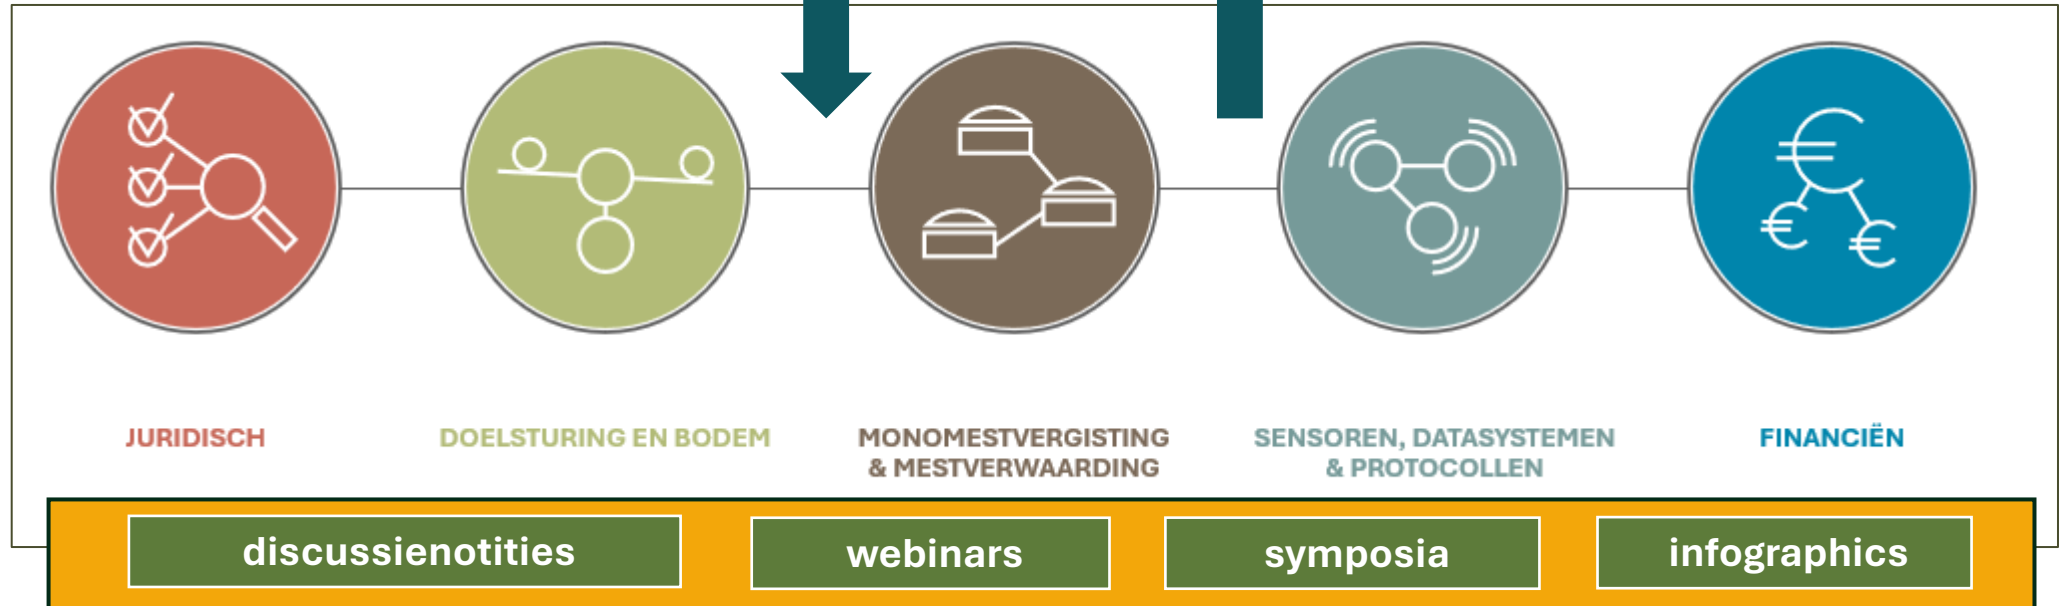 JURIDISCH
DOELSTURING EN BODEM
MONOMESTVERGISTING
& MESTVERWAARDING
SENSOREN, DATASYSTEMEN
& PROTOCOLLEN
FINANCIËN
discussienotities
webinars
symposia
infographics